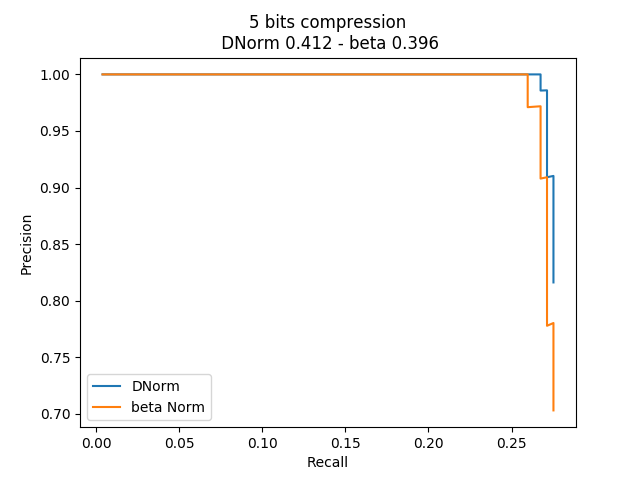 5 bits compression
DNorm 0.412 - beta 0.396
1.00
0.95
0.90
0.85
0.80
0.75
0.70
Precision
DNorm
beta Norm
0.00 0.05 0.10 0.15 0.20 0.25
Recall